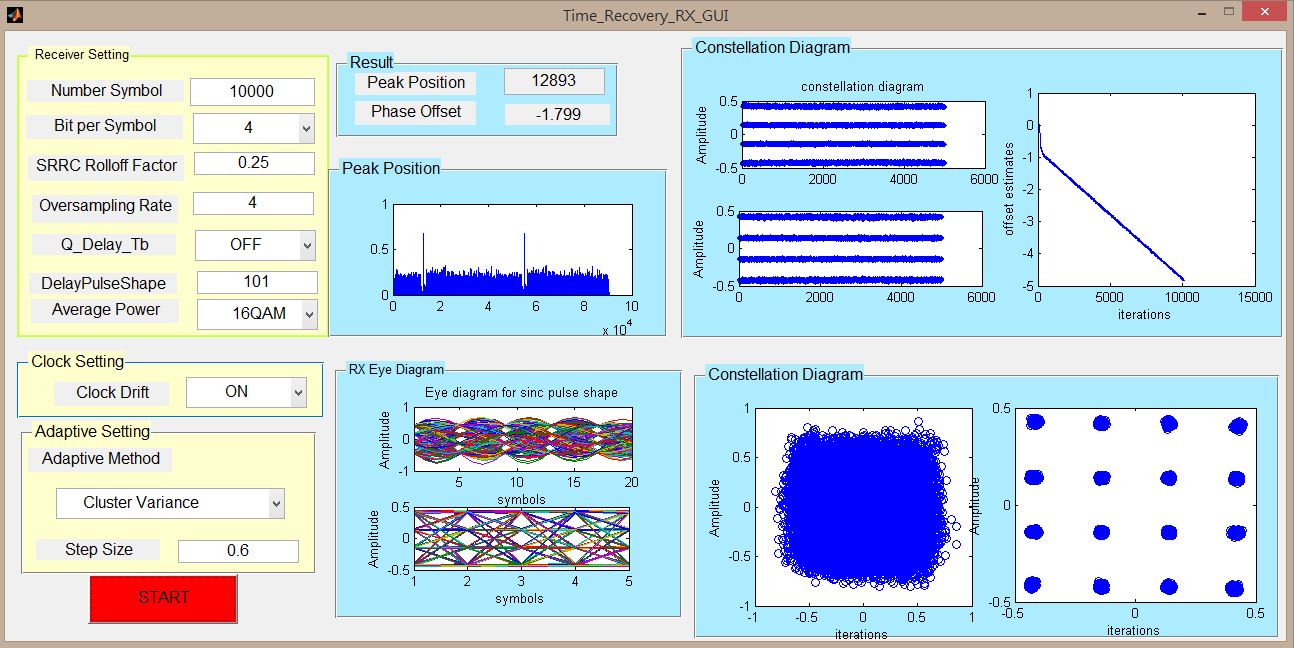 Time_Recovery_RX_GUI
Receiver Setting
Number Symbol 10000
Bit per Symbol 4
SRRC Rolloff Factor 0.25
Oversampling Rate 4
Q_Delay_Tb OFF
DelayPulseShape 101
Average Power 16QAM
Clock Setting
Clock Drift ON
Adaptive Setting
Adaptive Method
Cluster Variance
Step Size 0.6
START
Result
Peak Position 12893
Phase Offset -1.799
Peak Position
1
0.5
0
0 2 4 6 8 10
x 10^4
RX Eye Diagram
Eye diagram for sinc pulse shape
Amplitude
1
0
-1
5 10 15 20
symbols
Amplitude
0.5
0
-0.5
1 2 3 4 5
symbols
Constellation Diagram
constellation diagram
Amplitude
0.5
0
-0.5
0 2000 4000 6000
Amplitude
0.5
0
-0.5
0 2000 4000 6000
offset estimates
1
0
-1
-2
-3
-4
-5
0 5000 10000 15000
iterations
Constellation Diagram
Amplitude
1
0.5
0
-0.5
-1
-1 -0.5 0 0.5 1
iterations
Amplitude
0.5
0
-0.5
-0.5 0 0.5
iterations